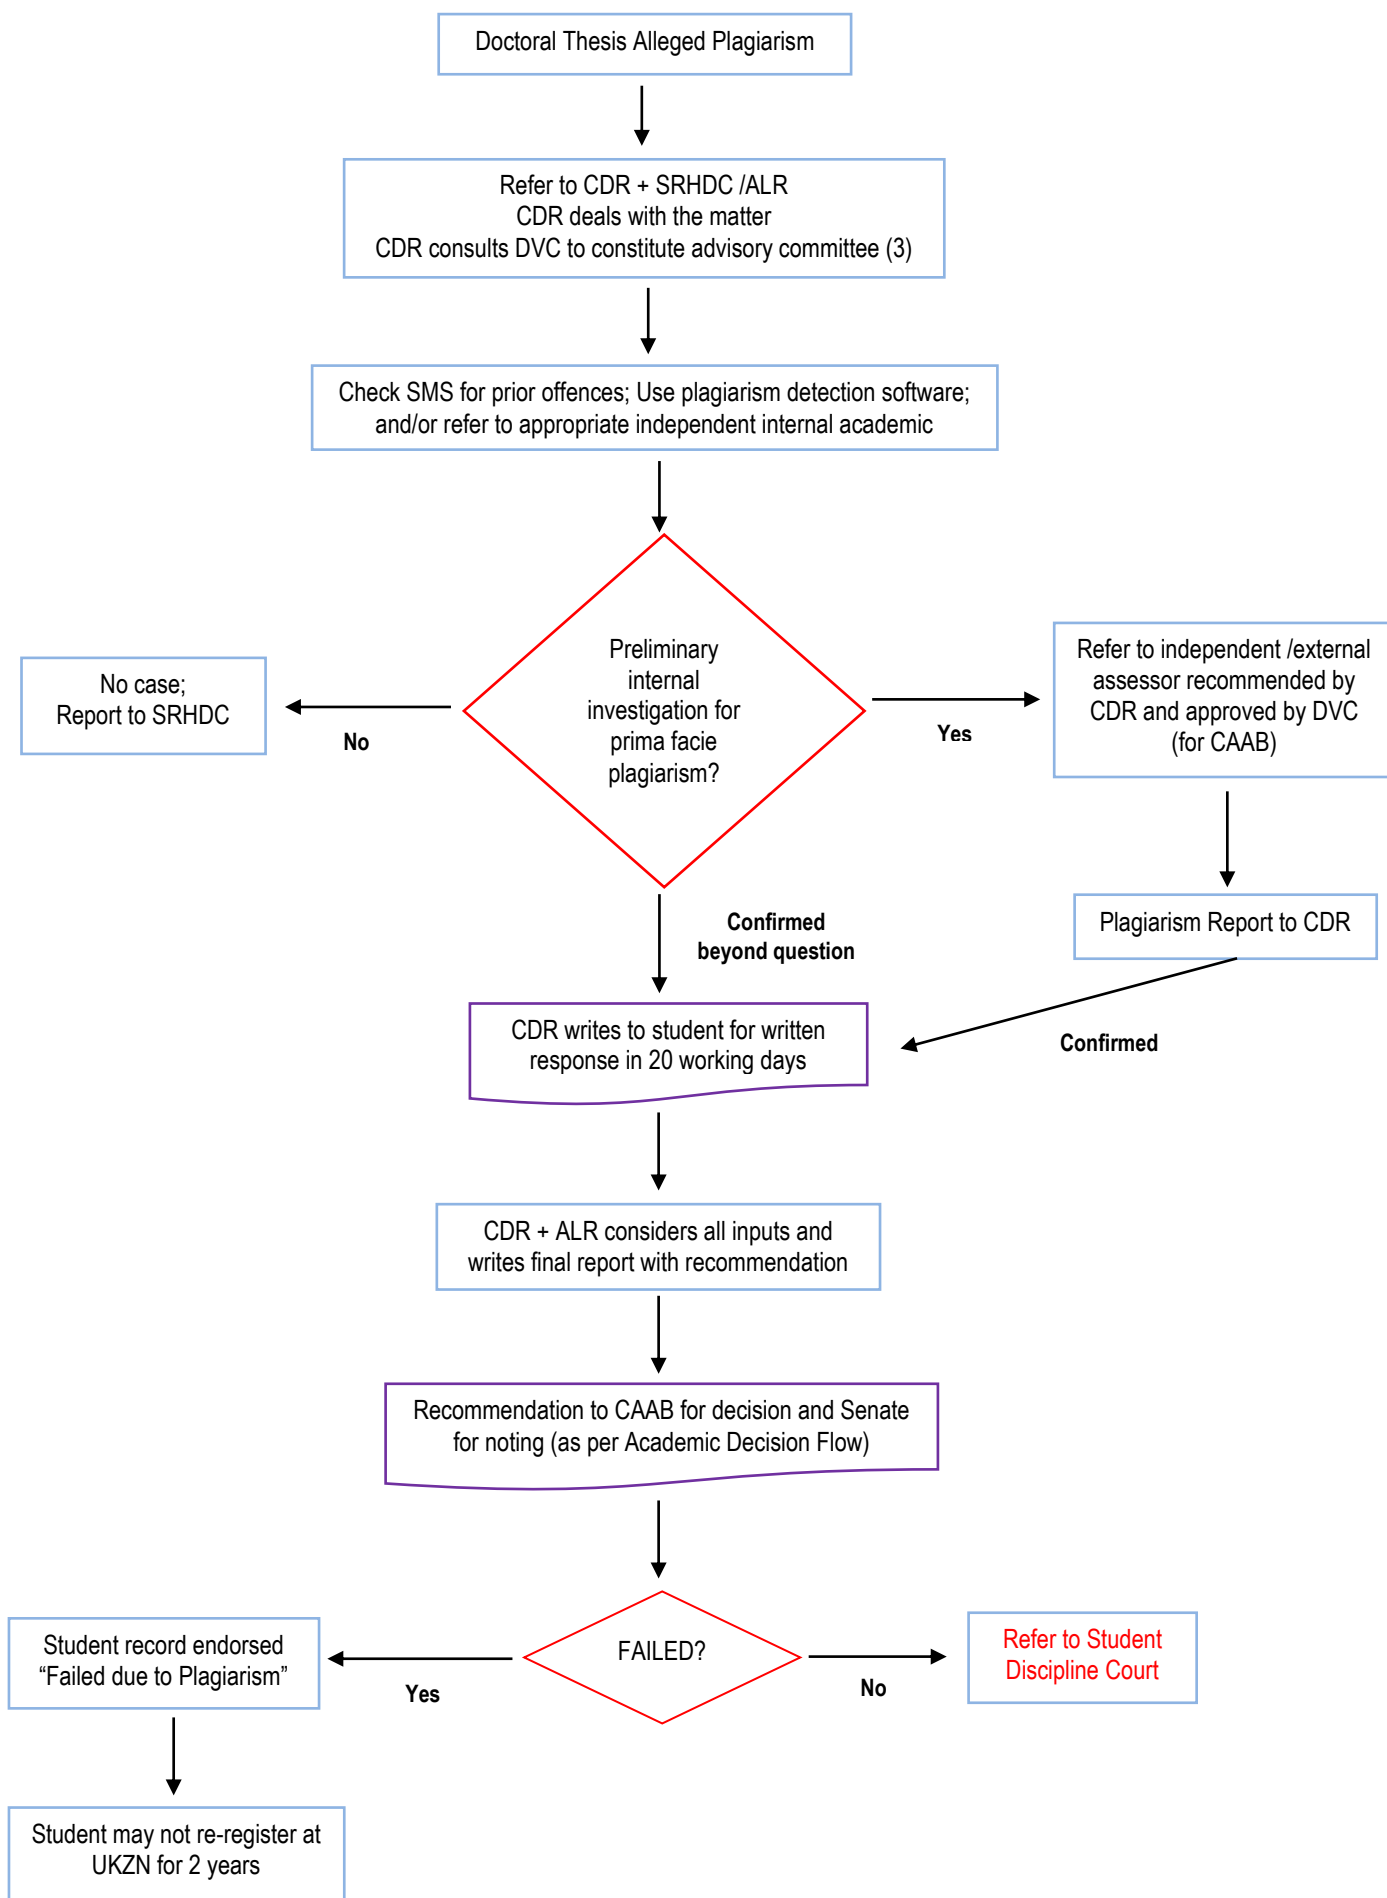 Doctoral Thesis Alleged Plagiarism
Refer to CDR + SRHDC /ALR
CDR deals with the matter
CDR consults DVC to constitute advisory committee (3)
Check SMS for prior offences; Use plagiarism detection software;
and/or refer to appropriate independent internal academic
Preliminary
internal
investigation for
prima facie
plagiarism?
No case;
Report to SRHDC
No
Yes
Refer to independent /external
assessor recommended by
CDR and approved by DVC
(for CAAB)
Confirmed
beyond question
Plagiarism Report to CDR
Confirmed
CDR writes to student for written
response in 20 working days
CDR + ALR considers all inputs and
writes final report with recommendation
Recommendation to CAAB for decision and Senate
for noting (as per Academic Decision Flow)
FAILED?
Student record endorsed
“Failed due to Plagiarism”
Yes
No
Refer to Student
Discipline Court
Student may not re-register at
UKZN for 2 years